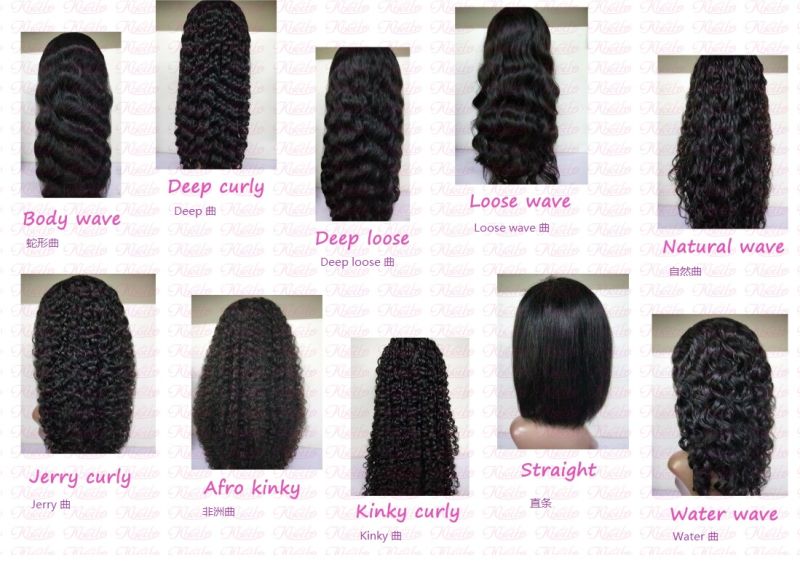 Body wave
蛇形曲
Deep curly
Deep 曲
Deep loose
Deep loose 曲
Loose wave
Loose wave 曲
Natural wave
自然曲
Jerry curly
Jerry 曲
Afro kinky
非洲曲
Kinky curly
Kinky 曲
Straight
直条
Water wave
Water 曲